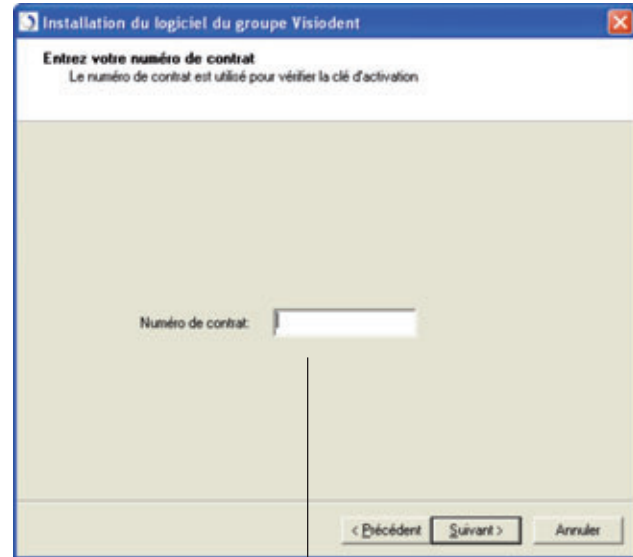 Installation du logiciel du groupe Visiodent
Entrez votre numéro de contrat
Le numéro de contrat est utilisé pour vérifier la clé d'activation
Numéro de contrat:
< Précédent Suivant > Annuler